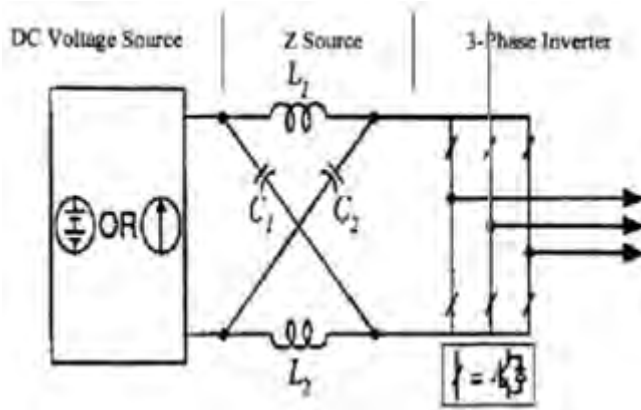 DC Voltage Source
Z Source
3-Phase Inverter
L₁
OR
C₁
C₂
L₂
=